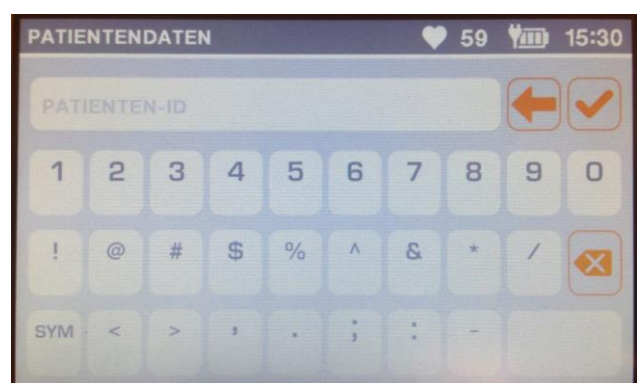 PATIENTENDATEN 59 15:30
PATIENTEN-ID
1 2 3 4 5 6 7 8 9 0
! @ # $ % ^ & * /
SYM < > , . ; : -